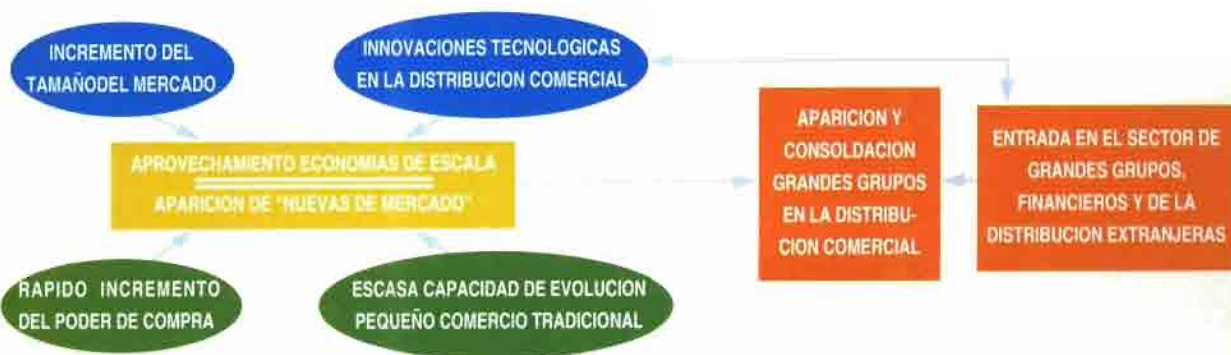 INCREMENTO DEL
TAMAÑODEL MERCADO
INNOVACIONES TECNOLOGICAS
EN LA DISTRIBUCION COMERCIAL
APROVECHAMIENTO ECONOMIAS DE ESCALA
APARICION DE "NUEVAS DE MERCADO"
RAPIDO INCREMENTO
DEL PODER DE COMPRA
ESCASA CAPACIDAD DE EVOLUCION
PEQUEÑO COMERCIO TRADICIONAL
APARICION Y
CONSOLDACION
GRANDES GRUPOS
EN LA DISTRIBU-
CION COMERCIAL
ENTRADA EN EL SECTOR DE
GRANDES GRUPOS,
FINANCIEROS Y DE LA
DISTRIBUCION EXTRANJERAS